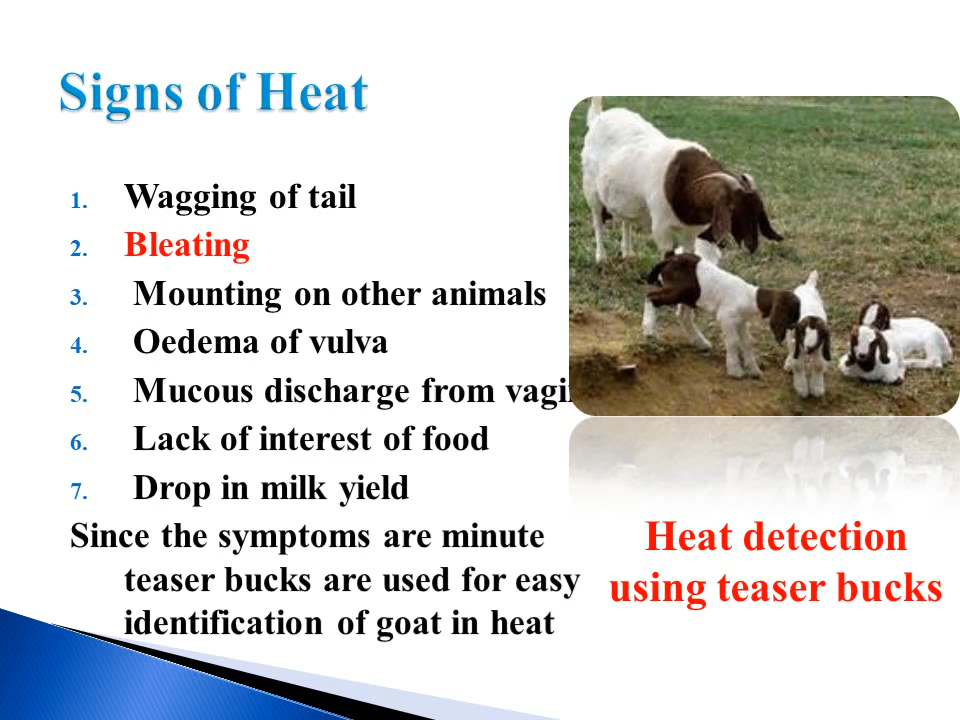 Signs of Heat
1. Wagging of tail
2. Bleating
3. Mounting on other animals
4. Oedema of vulva
5. Mucous discharge from
6. Lack of interest of food
7. Drop in milk yield
Since the symptoms are minute
teaser bucks are used for easy
identification of goat in heat
Heat detection
using teaser bucks